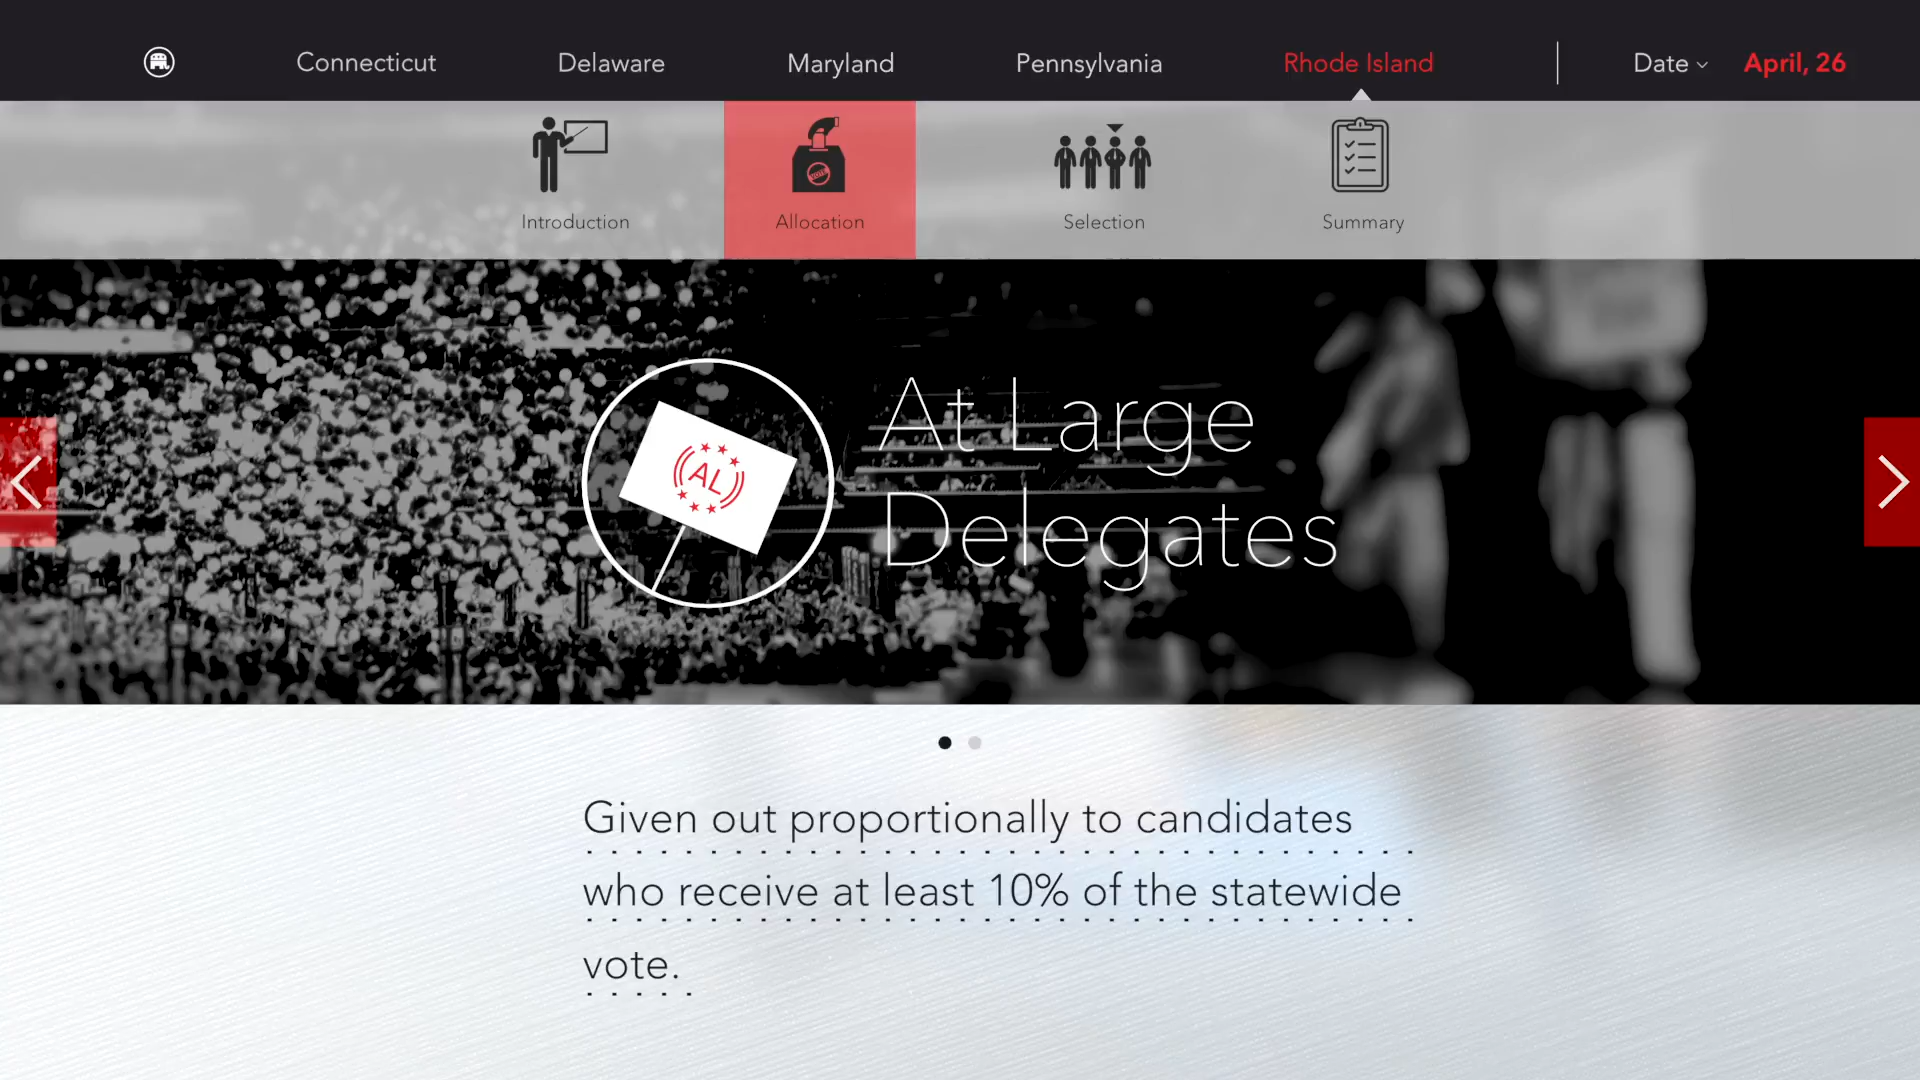 Connecticut
Delaware
Maryland
Pennsylvania
Rhode Island
Date
April, 26
Introduction
Allocation
Selection
Summary
AL
At Large
Delegates
Given out proportionally to candidates
who receive at least 10% of the statewide
vote.